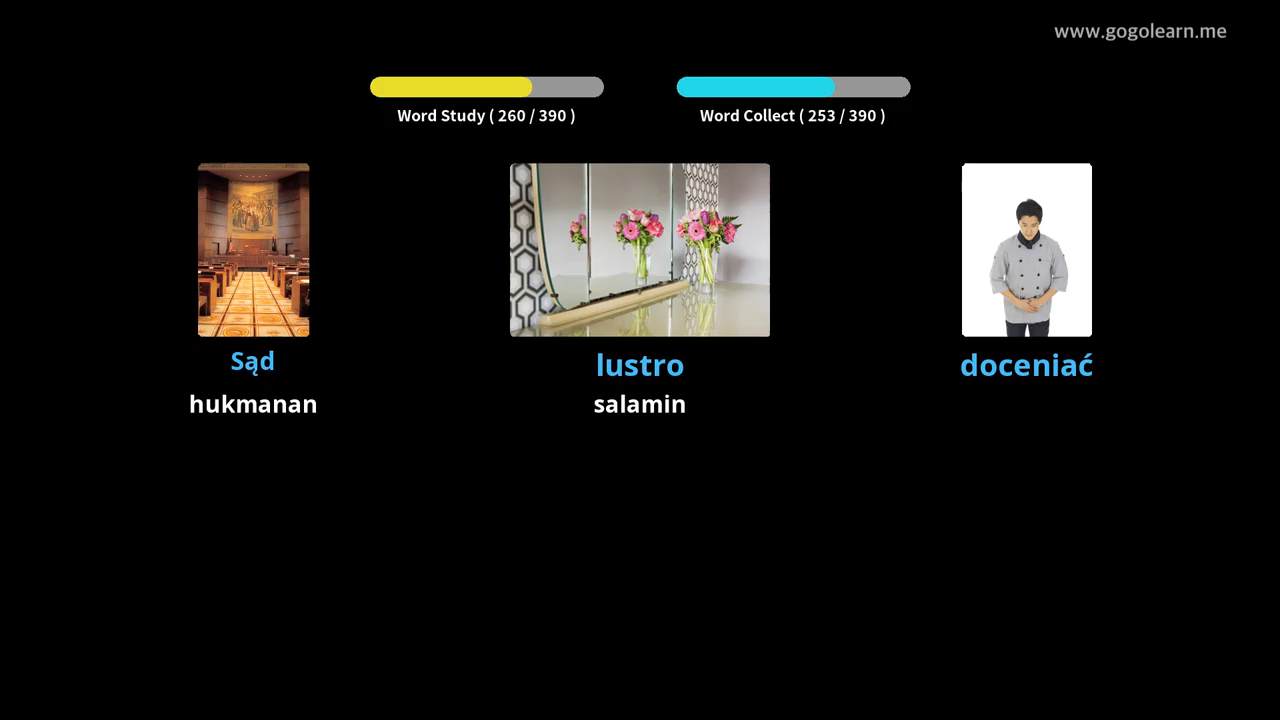 www.gogolearn.me
Word Study ( 260 / 390 )
Word Collect ( 253 / 390 )
Sąd
lustro
doceniać
hukmanan
salamin